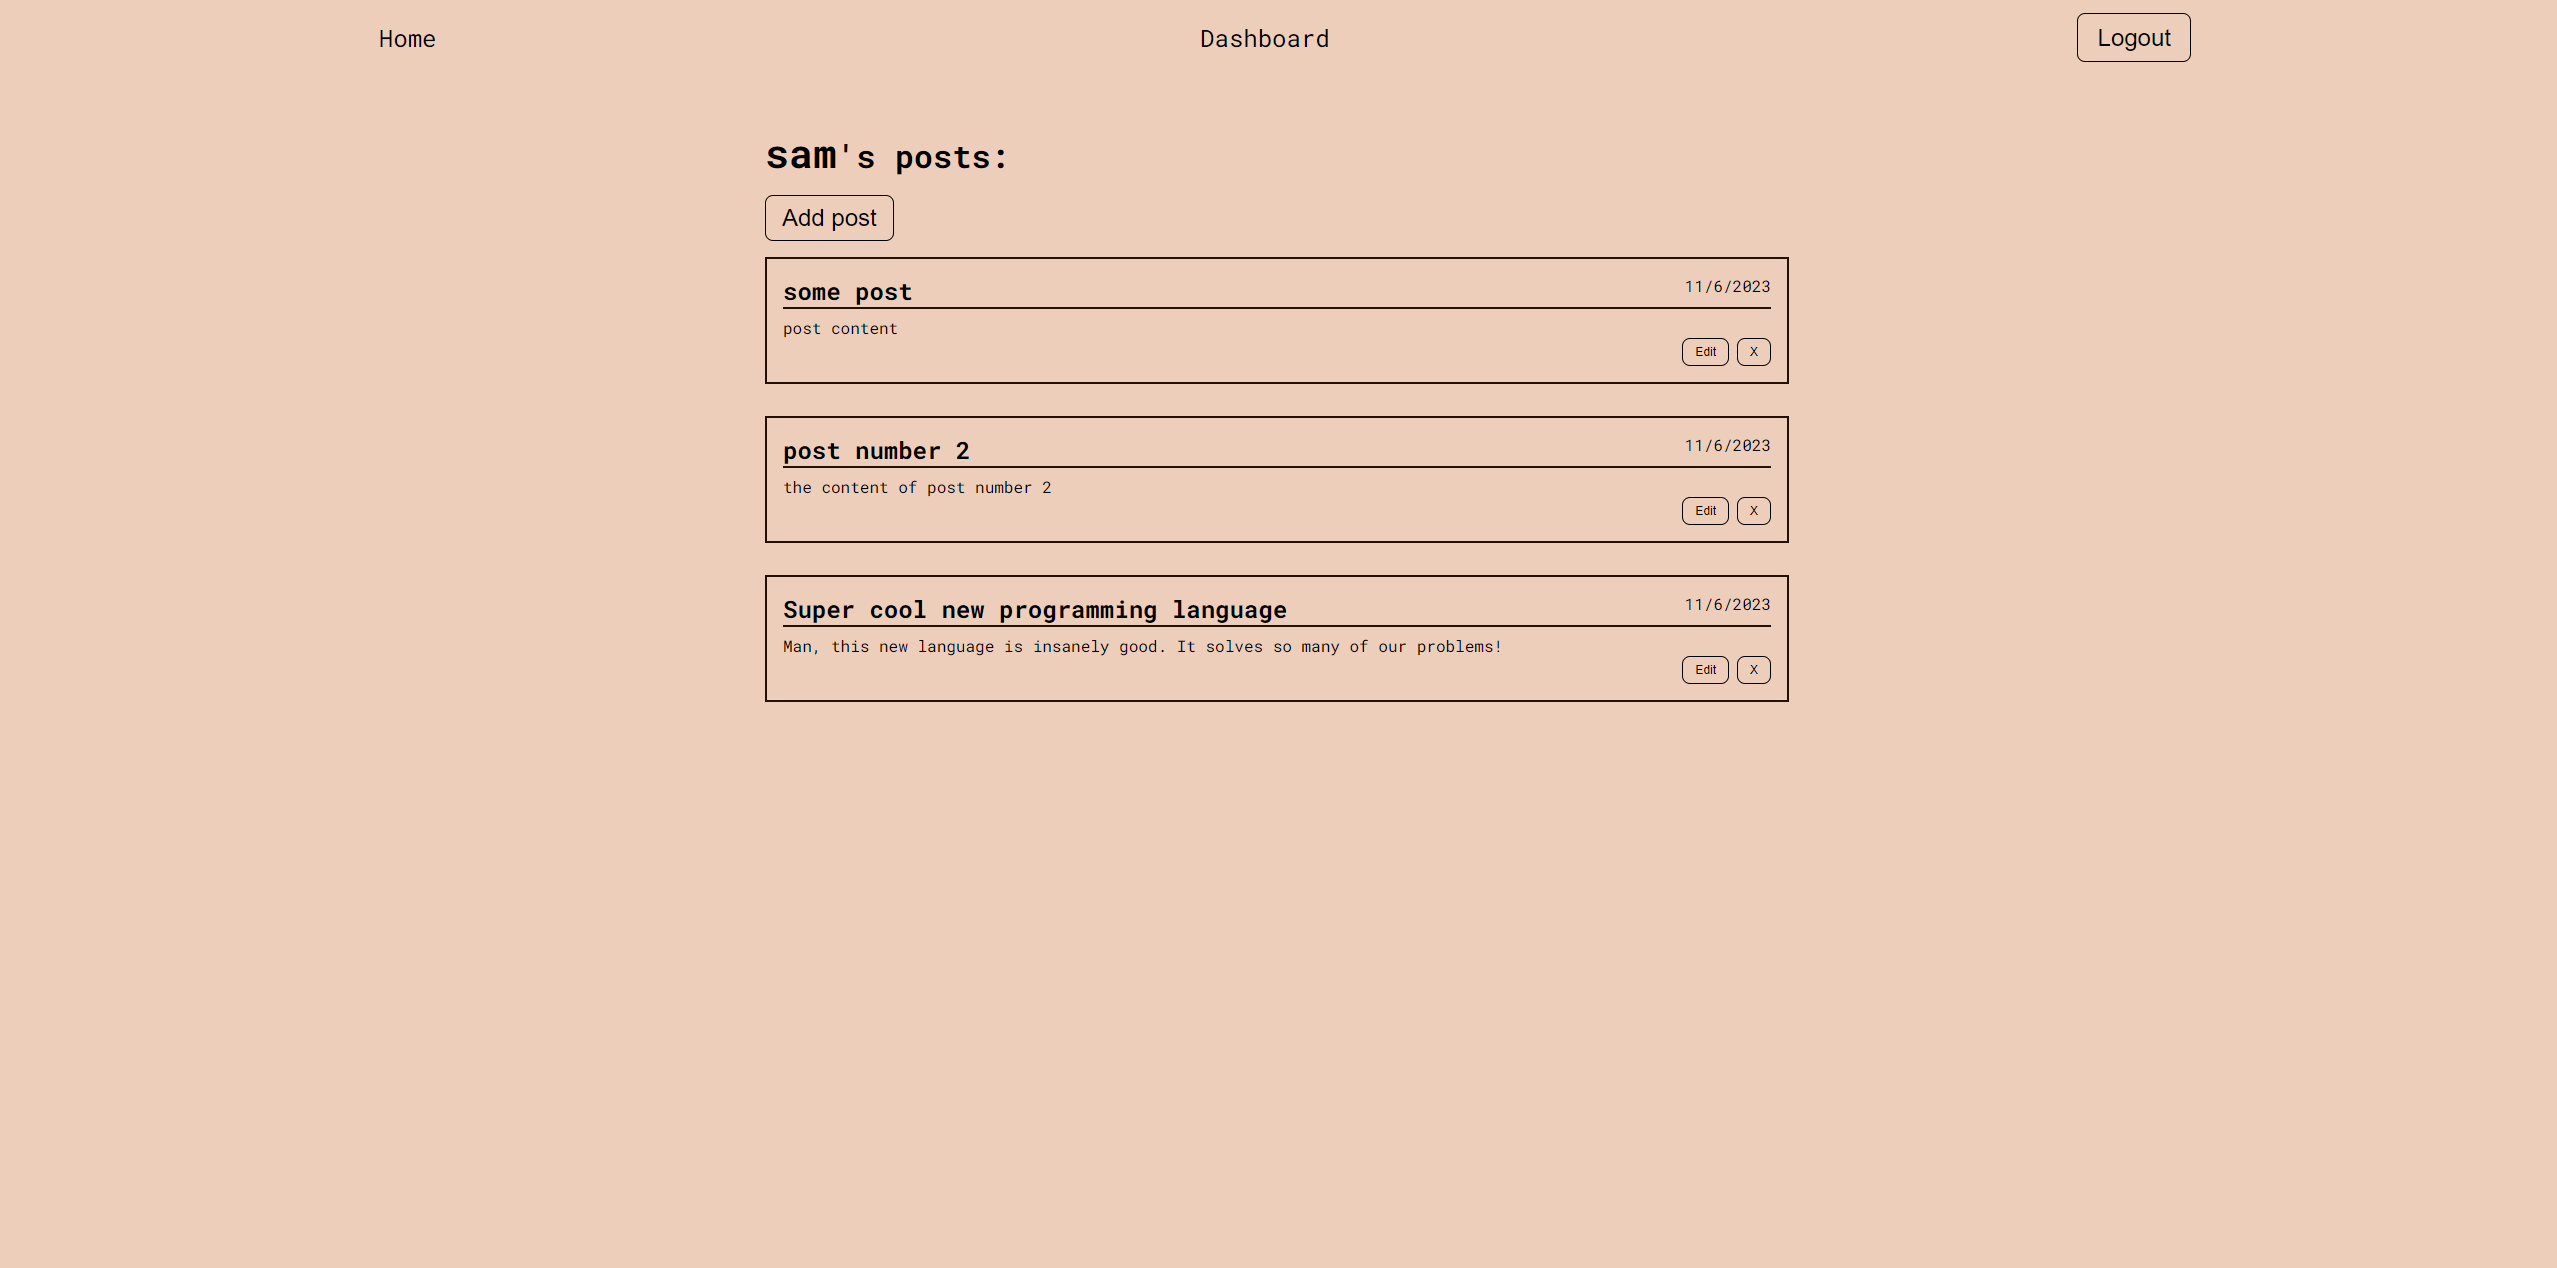 Home Dashboard Logout
sam's posts:
Add post
some post 11/6/2023
post content
Edit X
post number 2 11/6/2023
the content of post number 2
Edit X
Super cool new programming language 11/6/2023
Man, this new language is insanely good. It solves so many of our problems!
Edit X